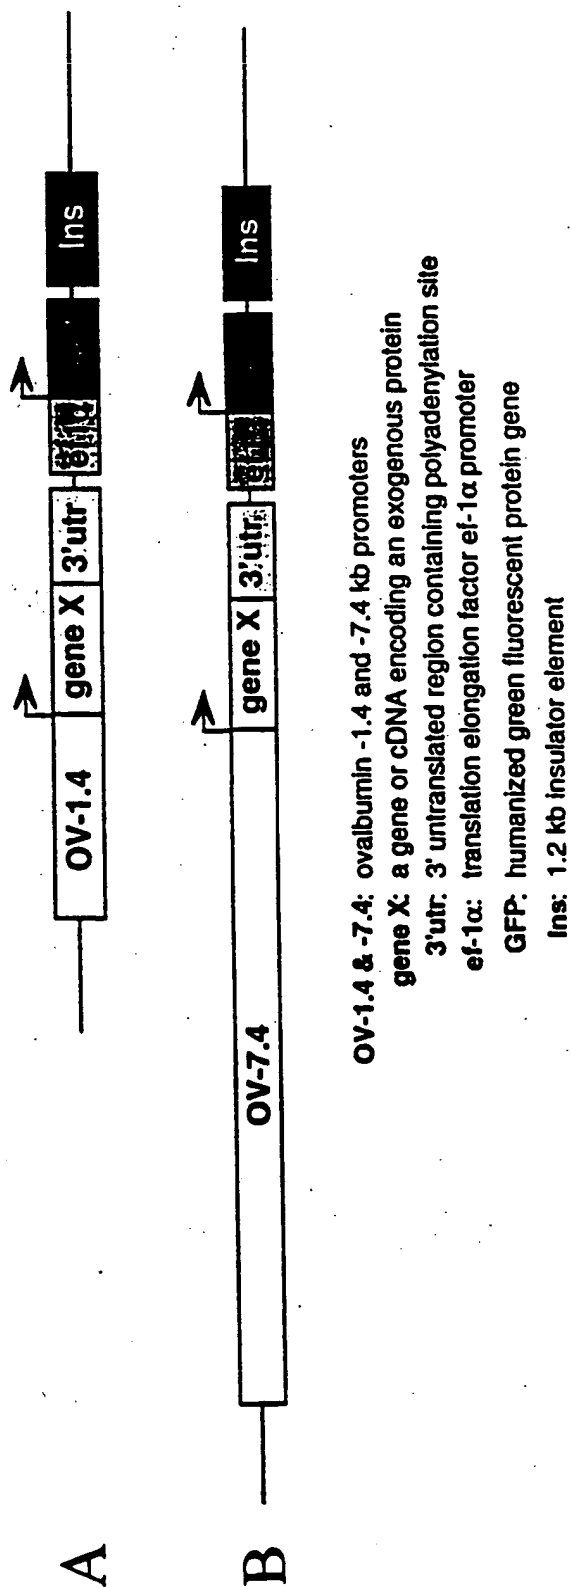 A
OV-1.4 gene X 3'utr Ins
B
OV-7.4 gene X 3'utr Ins
OV-1.4 & -7.4: ovalbumin -1.4 and -7.4 kb promoters
gene X: a gene or cDNA encoding an exogenous protein
3'utr: 3' untranslated region containing polyadenylation site
ef-1α: translation elongation factor ef-1α promoter
GFP: humanized green fluorescent protein gene
Ins: 1.2 kb insulator element